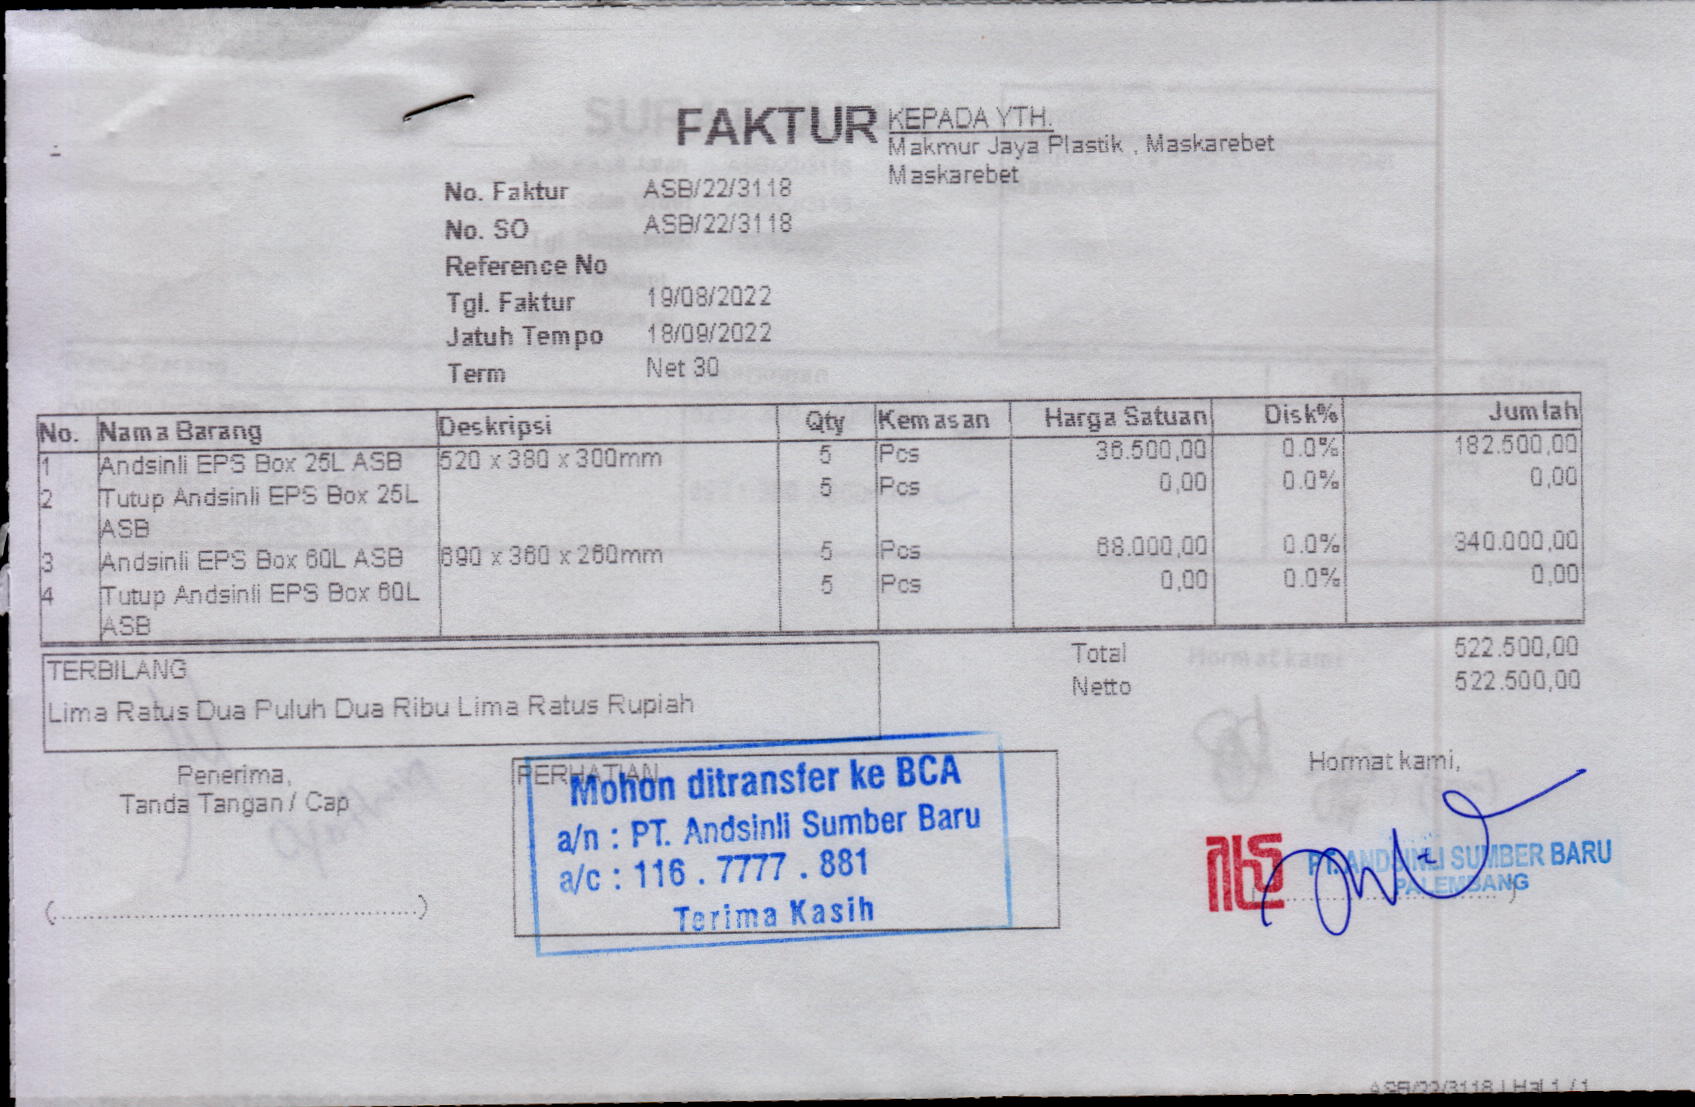 FAKTUR
KEPADA YTH.
Makmur Jaya Plastik , Maskarebet
Maskarebet
No. Faktur ASB/22/3118
No. SO ASB/22/3118
Reference No
Tgl. Faktur 19/08/2022
Jatuh Tempo 18/09/2022
Term Net 30
No. Nama Barang Deskripsi Qty Kemasan Harga Satuan Disk% Jumlah
1 Andsinli EPS Box 25L ASB 520 x 380 x 300mm 5 Pcs 36.500,00 0.0% 182.500,00
2 Tutup Andsinli EPS Box 25L 5 Pcs 0,00 0.0% 0,00
ASB
3 Andsinli EPS Box 60L ASB 690 x 360 x 260mm 5 Pcs 68.000,00 0.0% 340.000,00
4 Tutup Andsinli EPS Box 60L 5 Pcs 0,00 0.0% 0,00
ASB
TERBILANG
Lima Ratus Dua Puluh Dua Ribu Lima Ratus Rupiah
Total 522.500,00
Netto 522.500,00
Penerima,
Tanda Tangan / Cap
(..........)
PERHATIAN
Mohon ditransfer ke BCA
a/n : PT. Andsinli Sumber Baru
a/c : 116 . 7777 . 881
Terima Kasih
Hormat kami,
PT. ANDSINLI SUMBER BARU
PALEMBANG
ASB/22/3118 | Hal 1 / 1